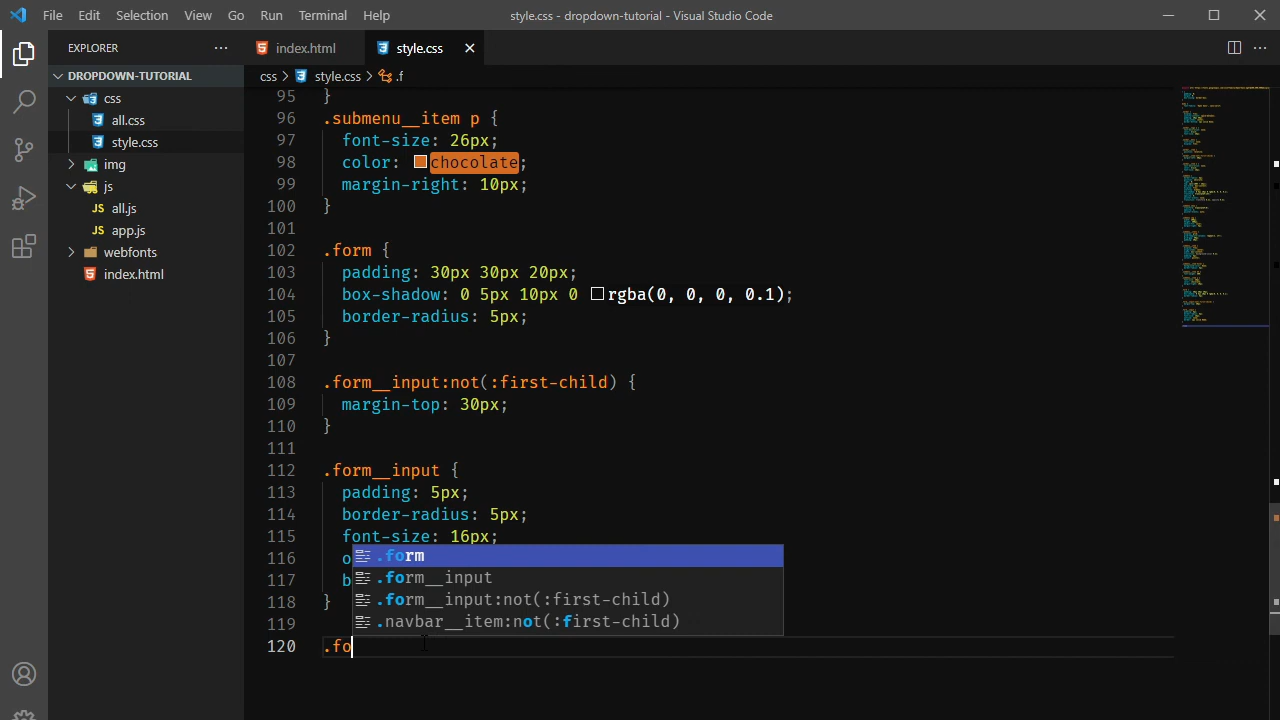 File Edit Selection View Go Run Terminal Help style.css - dropdown-tutorial - Visual Studio Code
EXPLORER ··· index.html style.css
DROPDOWN-TUTORIAL css > style.css > .f
css
all.css
style.css
img
js
JS all.js
JS app.js
webfonts
index.html
95 }
96 .submenu__item p {
97 font-size: 26px;
98 color: chocolate;
99 margin-right: 10px;
100 }
101
102 .form {
103 padding: 30px 30px 20px;
104 box-shadow: 0 5px 10px 0 rgba(0, 0, 0, 0.1);
105 border-radius: 5px;
106 }
107
108 .form__input:not(:first-child) {
109 margin-top: 30px;
110 }
111
112 .form__input {
113 padding: 5px;
114 border-radius: 5px;
115 font-size: 16px;
116 o
.form
117 b
.form__input
118 }
.form__input:not(:first-child)
119
.navbar__item:not(:first-child)
120 .fo